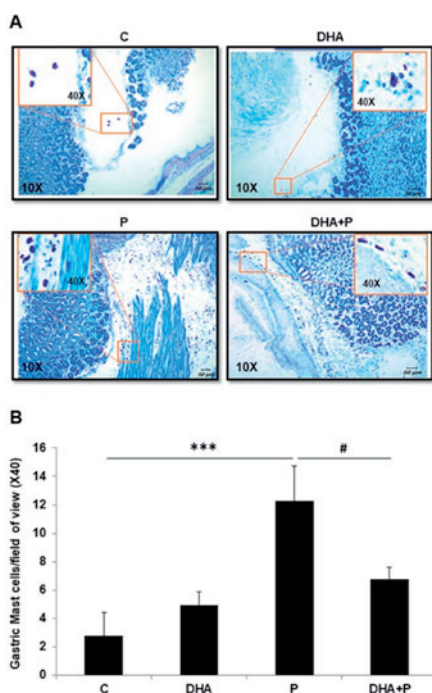 A
C
DHA
40X
2
10X
40X
10X
P
DHA+P
40X
10X
40X
10X
B
Gastric Mast cells/field of view (X40)
16
14
12
10
8
6
4
2
0
***
#
C
DHA
P
DHA+P